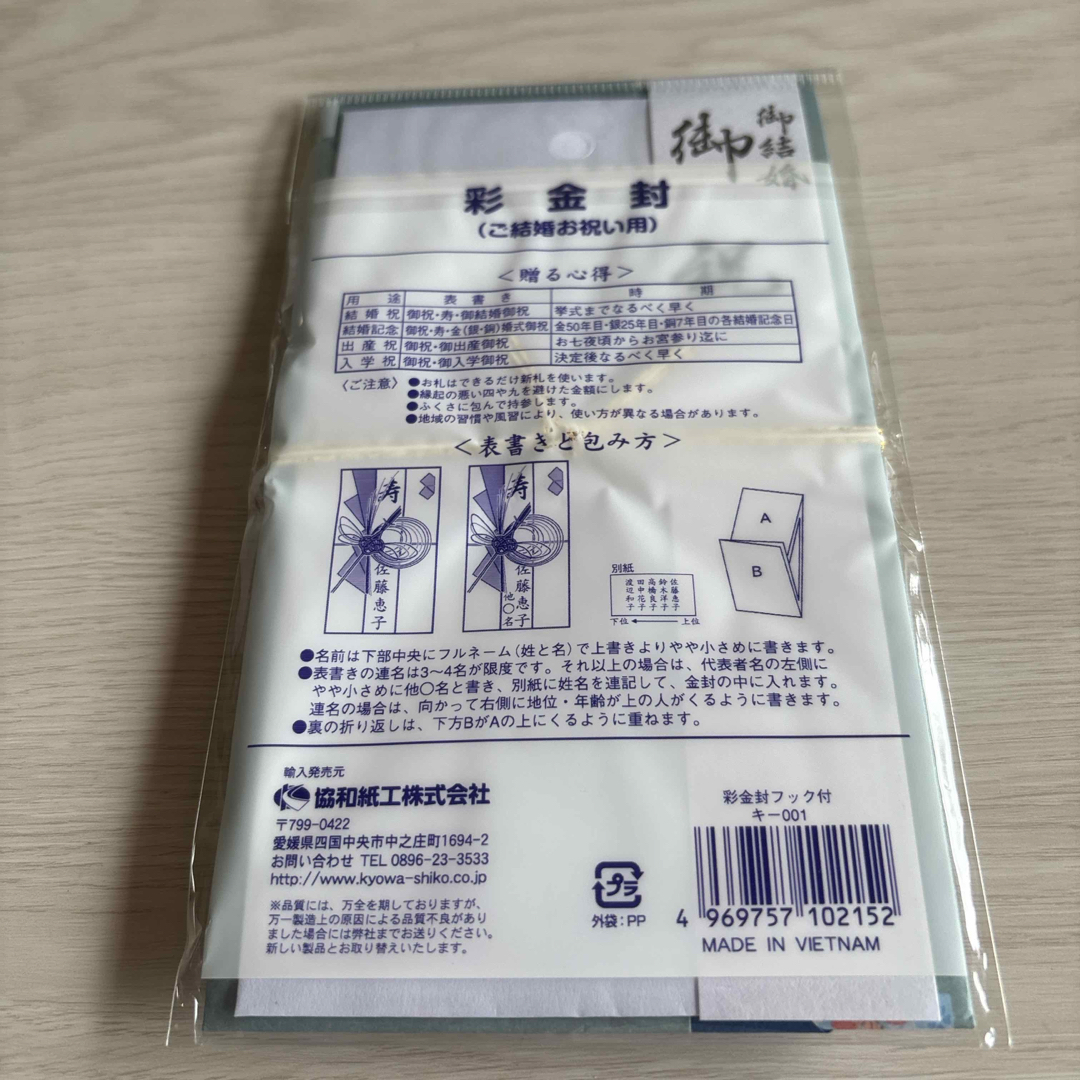 御結婚
御
彩金封
(ご結婚お祝い用)
<贈る心得>
用途 表書き 時期
結婚祝 御祝・寿・御結婚御祝 挙式までなるべく早く
結婚記念 御祝・寿・金(銀・銅)婚式御祝 金50年目・銀25年目・銅7年目の各結婚記念日
出産祝 御祝・御出産御祝 お七夜頃からお宮参り迄に
入学祝 御祝・御入学御祝 決定後なるべく早く
〈ご注意〉 ●お札はできるだけ新札を使います。
●縁起の悪い四や九を避けた金額にします。
●ふくさに包んで持参します。
●地域の習慣や風習により、使い方が異なる場合があります。
<表書きと包み方>
寿
佐藤恵子
寿
佐藤恵子
他〇名
別紙
佐藤恵子
鈴木洋子
高橋良子
田中花子
渡辺和子
下位 上位
A
B
●名前は下部中央にフルネーム(姓と名)で上書きよりやや小さめに書きます。
●表書きの連名は3～4名が限度です。それ以上の場合は、代表者名の左側に
やや小さめに他〇名と書き、別紙に姓名を連記して、金封の中に入れます。
連名の場合は、向かって右側に地位・年齢が上の人がくるように書きます。
●裏の折り返しは、下方BがAの上にくるように重ねます。
輸入発売元
協和紙工株式会社
〒799-0422
愛媛県四国中央市中之庄町1694-2
お問い合わせ TEL 0896-23-3533
http://www.kyowa-shiko.co.jp
※品質には、万全を期しておりますが、
万一製造上の原因による品質不良があり
ました場合には弊社までお送りください。
新しい製品とお取り替えいたします。
プラ
外袋:PP
彩金封フック付
キー001
4 969757 102152
MADE IN VIETNAM